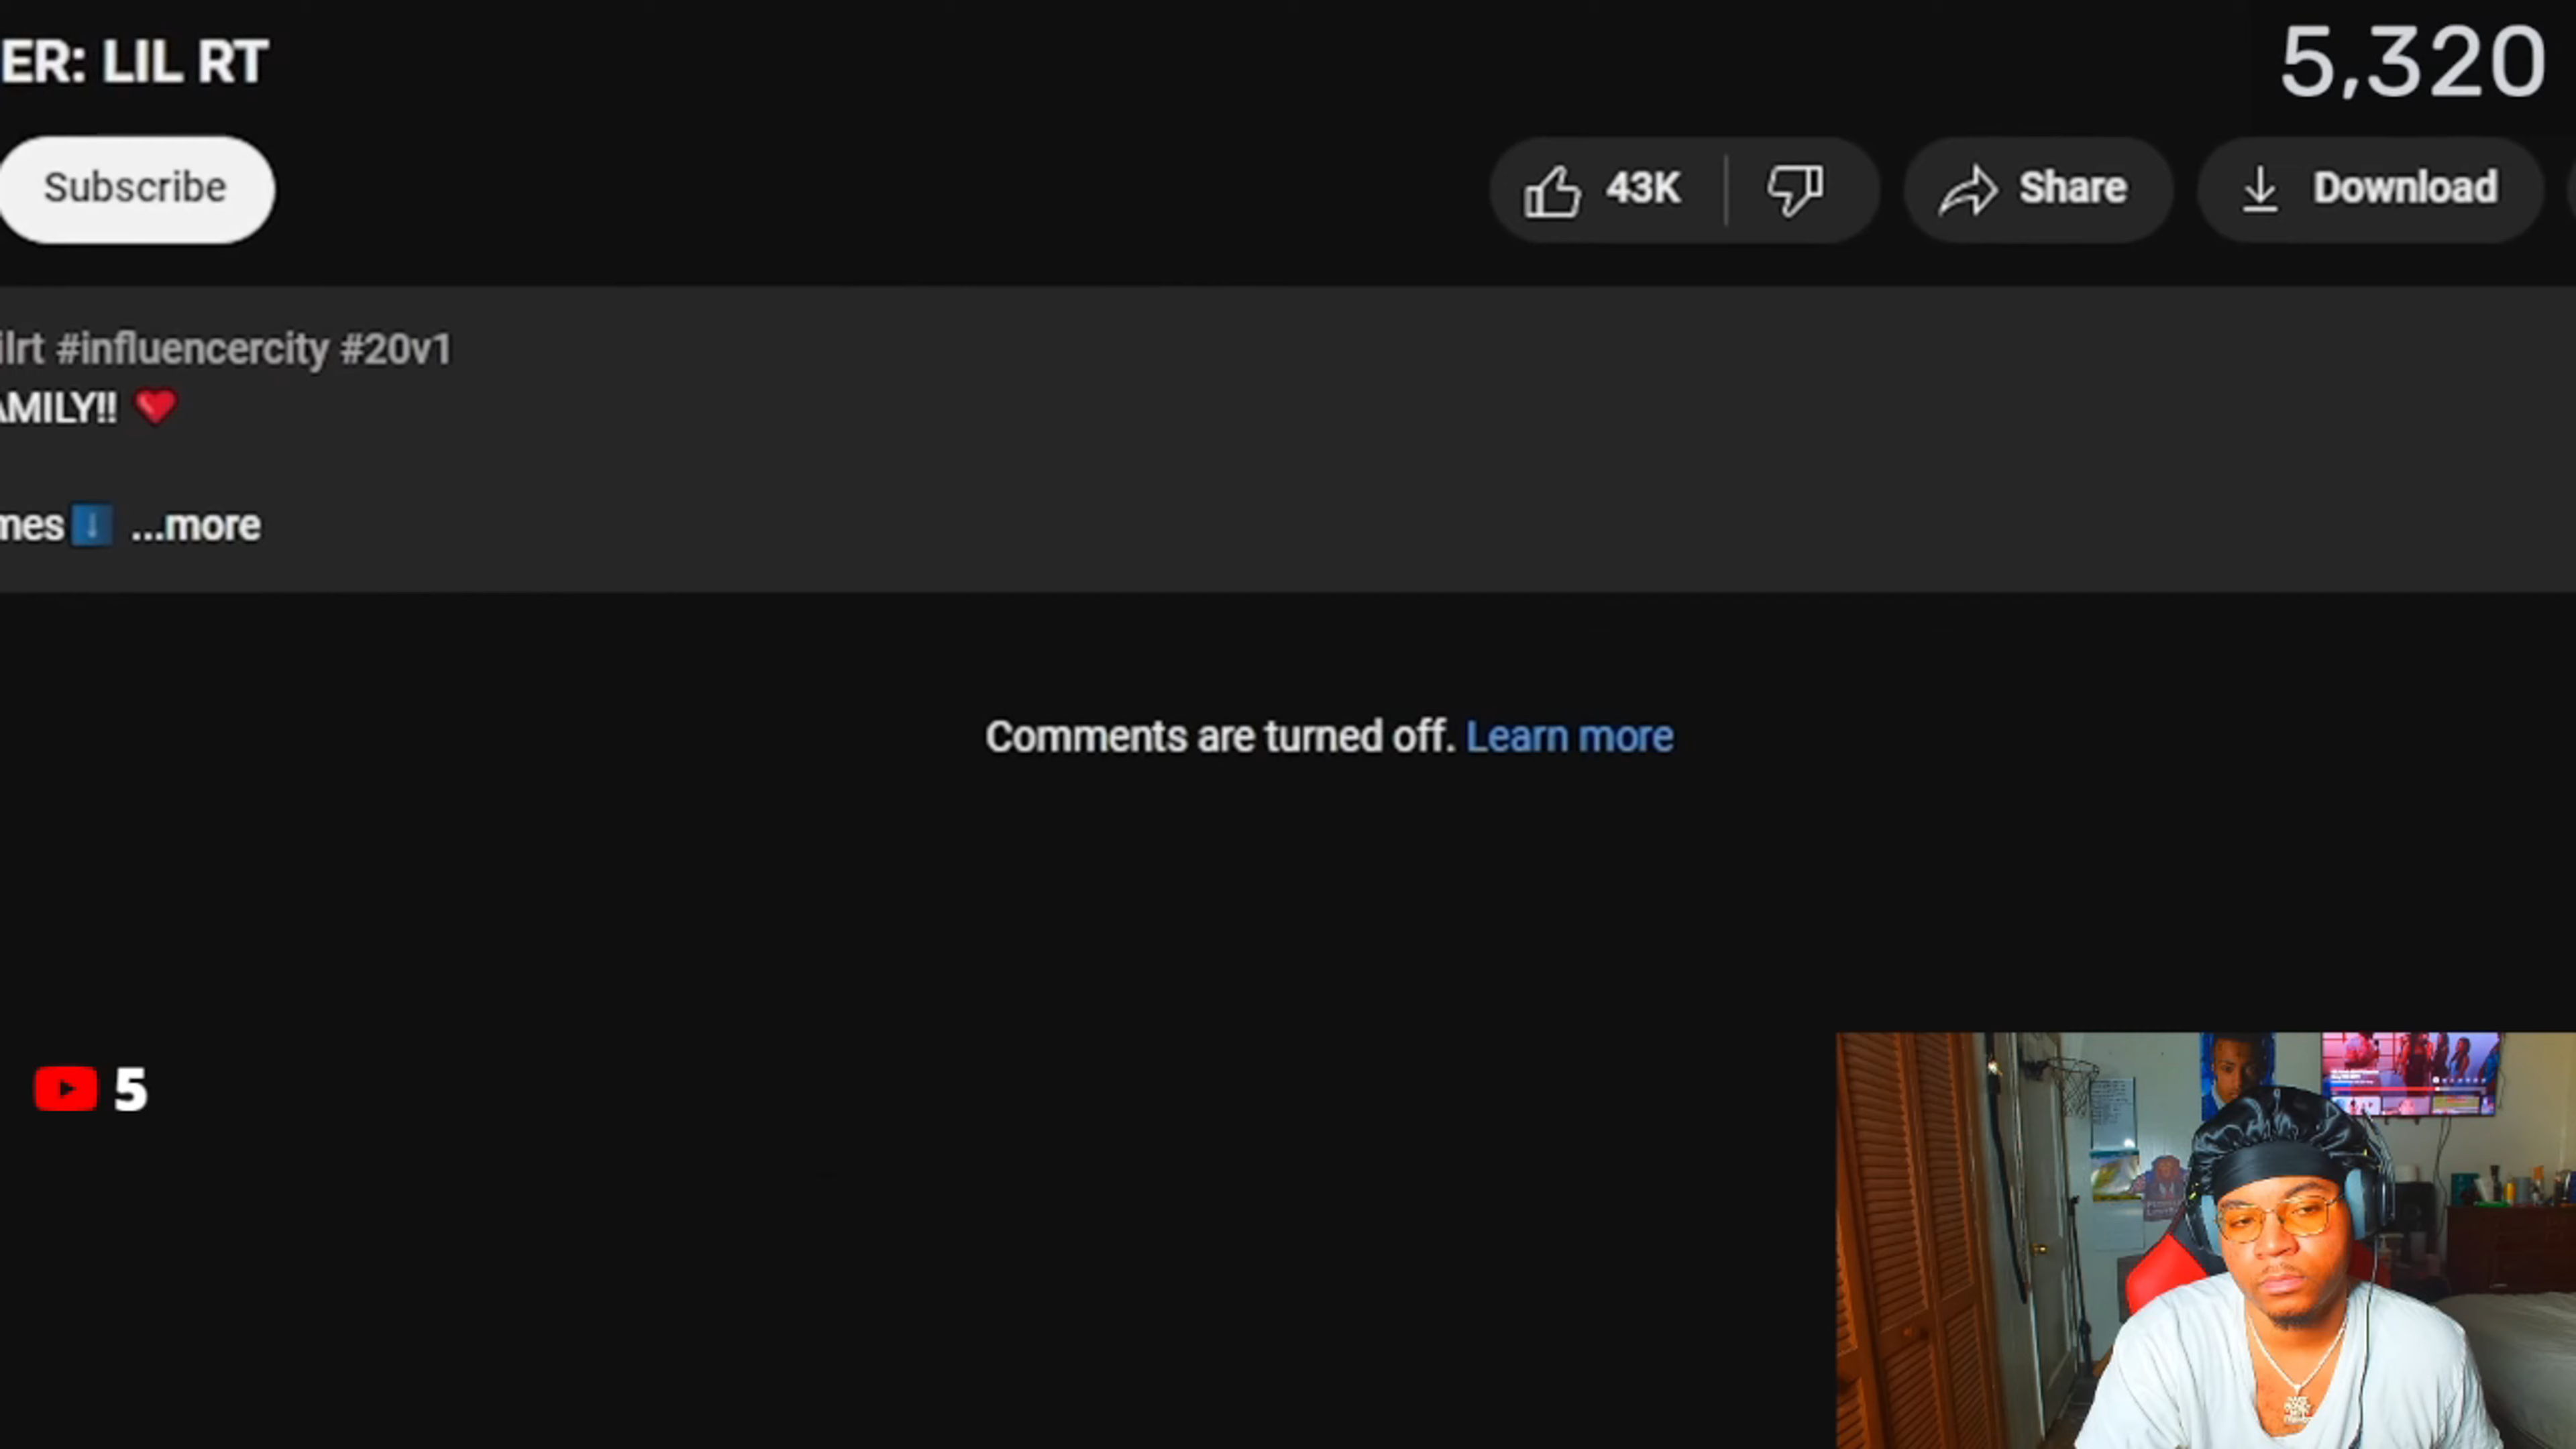 ER: LIL RT
5,320
Subscribe
43K
Share
Download
ilrt #influencercity #20v1
AMILY!! ❤️
mes⬇️ ...more
Comments are turned off. Learn more
5